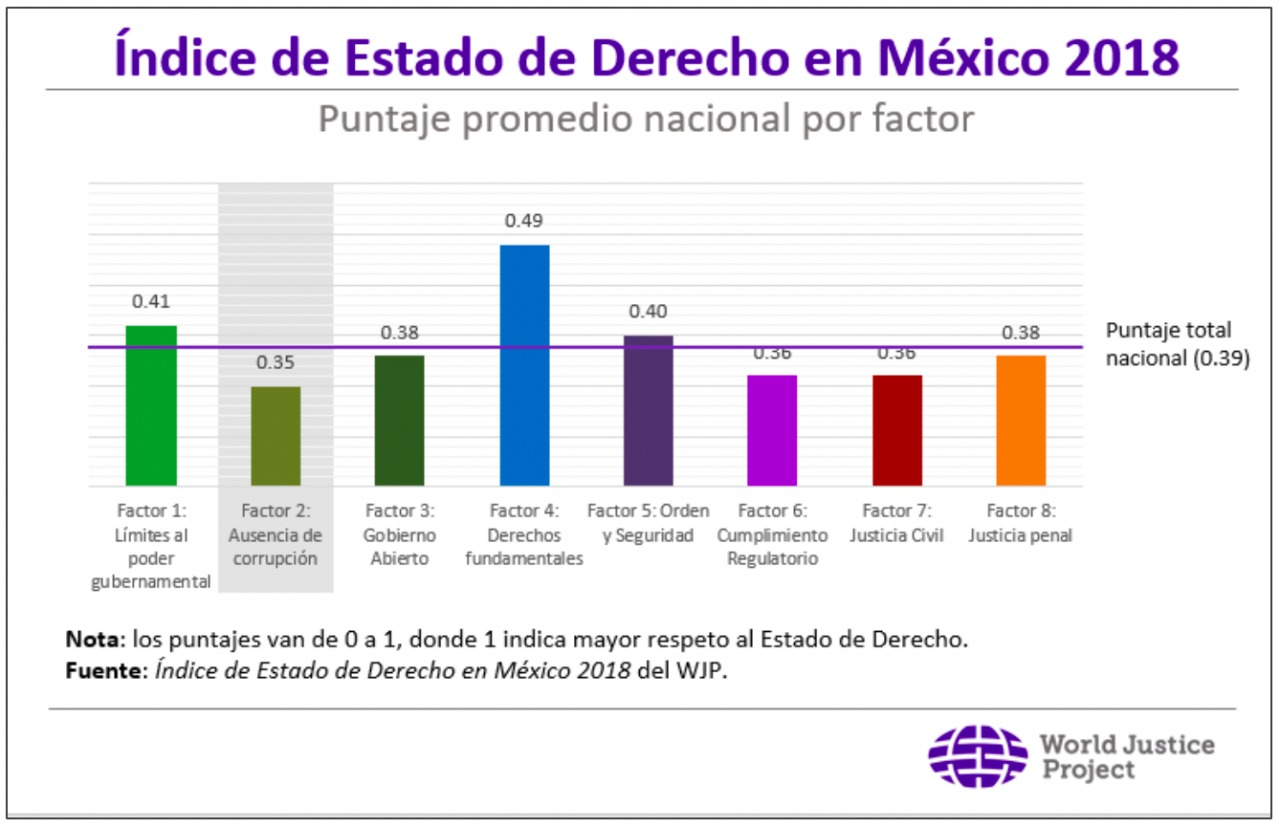 Índice de Estado de Derecho en México 2018
Puntaje promedio nacional por factor
0.41
0.35
0.38
0.49
0.40
0.36
0.36
0.38
Puntaje total
nacional (0.39)
Factor 1:
Límites al
poder
gubernamental
Factor 2:
Ausencia de
corrupción
Factor 3:
Gobierno
Abierto
Factor 4:
Derechos
fundamentales
Factor 5: Orden
y Seguridad
Factor 6:
Cumplimiento
Regulatorio
Factor 7:
Justicia Civil
Factor 8:
Justicia penal
Nota: los puntajes van de 0 a 1, donde 1 indica mayor respeto al Estado de Derecho.
Fuente: Índice de Estado de Derecho en México 2018 del WJP.
World Justice
Project